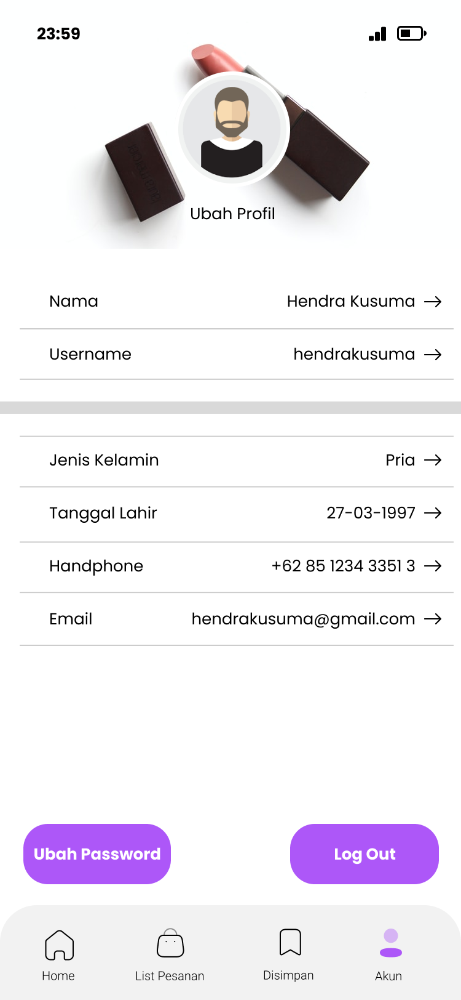 23:59
Ubah Profil
Nama Hendra Kusuma
Username hendrakusuma
Jenis Kelamin Pria
Tanggal Lahir 27-03-1997
Handphone +62 85 1234 3351 3
Email hendrakusuma@gmail.com
Ubah Password Log Out
Home List Pesanan Disimpan Akun